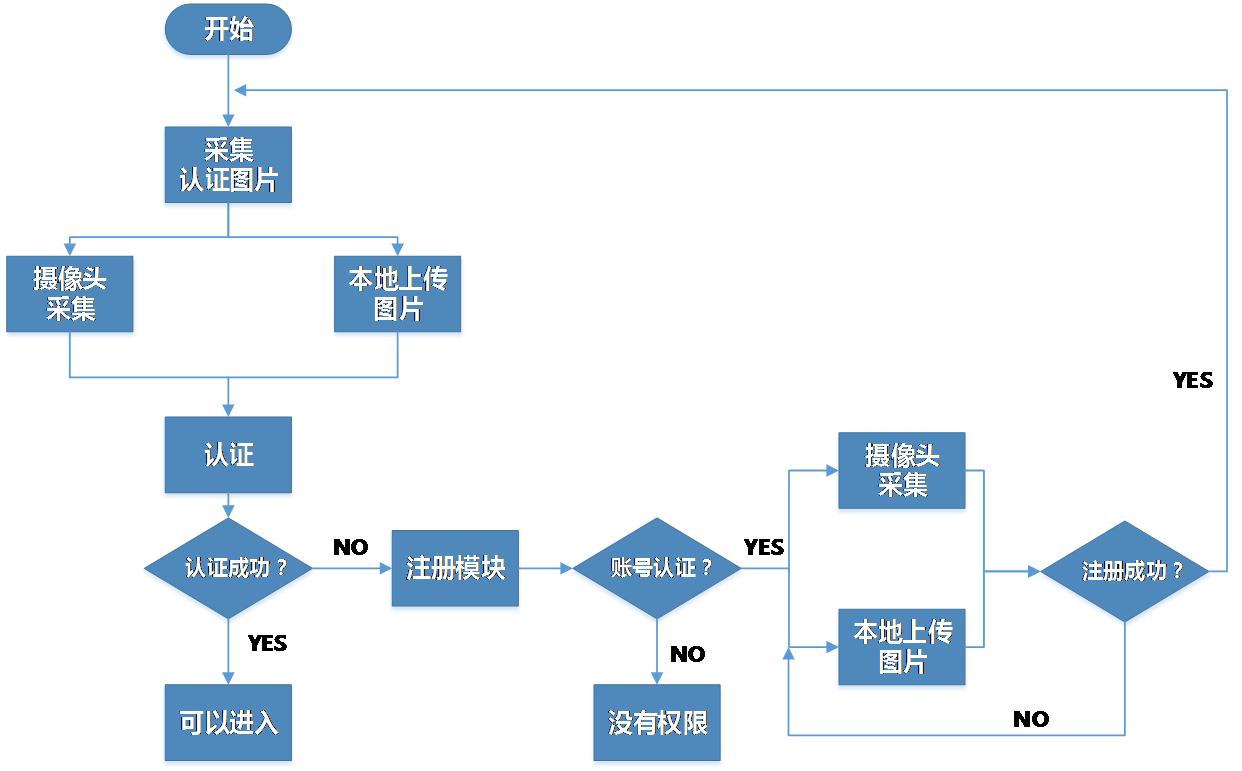 开始
采集
认证图片
摄像头
采集
本地上传
图片
YES
认证
摄像头
采集
认证成功？
NO
注册模块
账号认证？
YES
注册成功？
YES
NO
本地上传
图片
可以进入
没有权限
NO